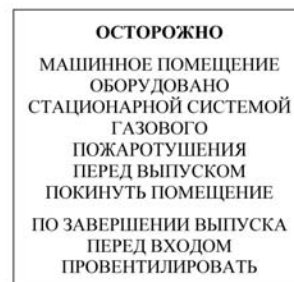 ОСТОРОЖНО
МАШИННОЕ ПОМЕЩЕНИЕ
ОБОРУДОВАНО
СТАЦИОНАРНОЙ СИСТЕМОЙ
ГАЗОВОГО
ПОЖАРОТУШЕНИЯ
ПЕРЕД ВЫПУСКОМ
ПОКИНУТЬ ПОМЕЩЕНИЕ
ПО ЗАВЕРШЕНИИ ВЫПУСКА
ПЕРЕД ВХОДОМ
ПРОВЕНТИЛИРОВАТЬ